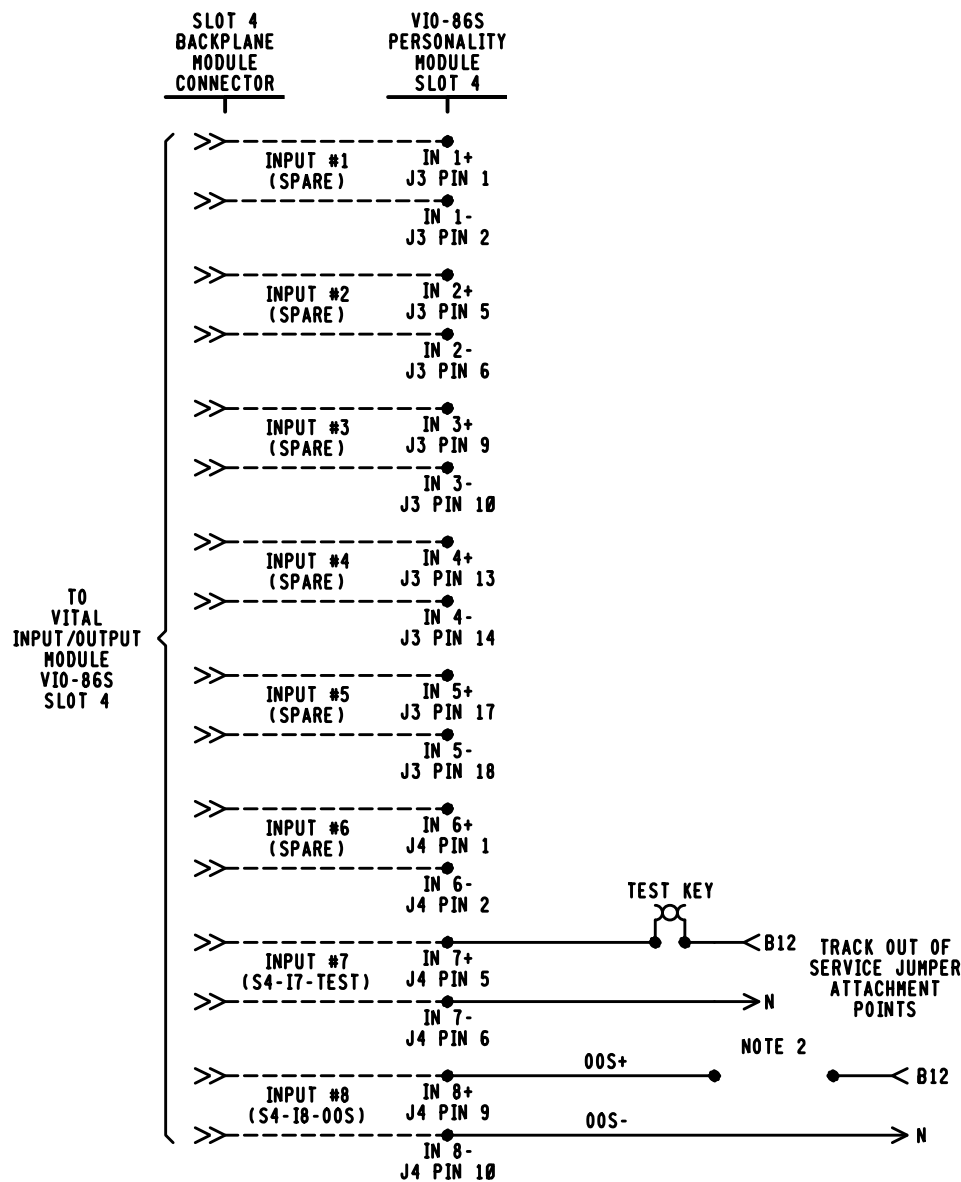 SLOT 4
BACKPLANE
MODULE
CONNECTOR
VIO-86S
PERSONALITY
MODULE
SLOT 4
INPUT #1
(SPARE)
IN 1+
J3 PIN 1
IN 1-
J3 PIN 2
INPUT #2
(SPARE)
IN 2+
J3 PIN 5
IN 2-
J3 PIN 6
INPUT #3
(SPARE)
IN 3+
J3 PIN 9
IN 3-
J3 PIN 10
INPUT #4
(SPARE)
IN 4+
J3 PIN 13
IN 4-
J3 PIN 14
TO
VITAL
INPUT/OUTPUT
MODULE
VIO-86S
SLOT 4
INPUT #5
(SPARE)
IN 5+
J3 PIN 17
IN 5-
J3 PIN 18
INPUT #6
(SPARE)
IN 6+
J4 PIN 1
IN 6-
J4 PIN 2
TEST KEY
B12
INPUT #7
(S4-I7-TEST)
IN 7+
J4 PIN 5
IN 7-
J4 PIN 6
N
TRACK OUT OF
SERVICE JUMPER
ATTACHMENT
POINTS
NOTE 2
OOS+
B12
INPUT #8
(S4-I8-OOS)
IN 8+
J4 PIN 9
OOS-
N
IN 8-
J4 PIN 10